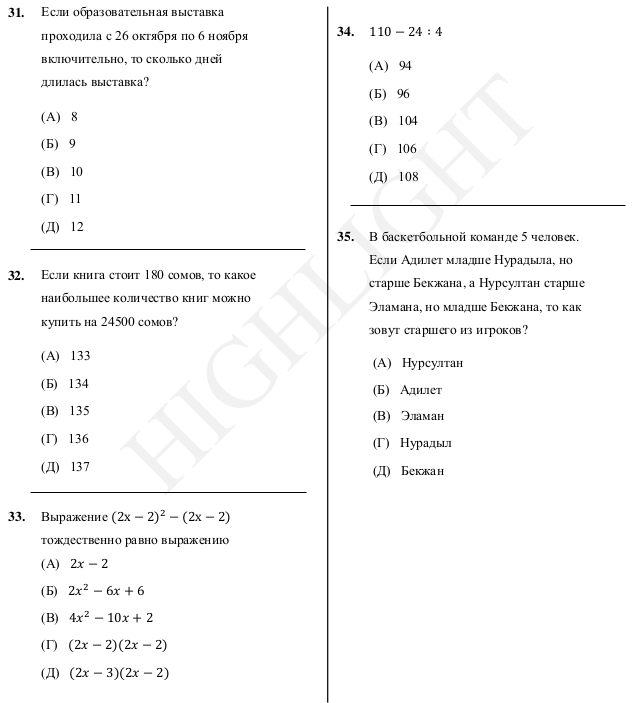 31. Если образовательная выставка
проходила с 26 октября по 6 ноября
включительно, то сколько дней
длилась выставка?
(А) 8
(Б) 9
(В) 10
(Г) 11
(Д) 12
32. Если книга стоит 180 сомов, то какое
наибольшее количество книг можно
купить на 24500 сомов?
(А) 133
(Б) 134
(В) 135
(Г) 136
(Д) 137
33. Выражение (2x − 2)² − (2x − 2)
тождественно равно выражению
(А) 2x − 2
(Б) 2x² − 6x + 6
(В) 4x² − 10x + 2
(Г) (2x − 2)(2x − 2)
(Д) (2x − 3)(2x − 2)
34. 110 − 24 : 4
(А) 94
(Б) 96
(В) 104
(Г) 106
(Д) 108
35. В баскетбольной команде 5 человек.
Если Адилет младше Нурадыла, но
старше Бекжана, а Нурсултан старше
Эламана, но младше Бекжана, то как
зовут старшего из игроков?
(А) Нурсултан
(Б) Адилет
(В) Эламан
(Г) Нурадыл
(Д) Бекжан
HIGHLIGHT